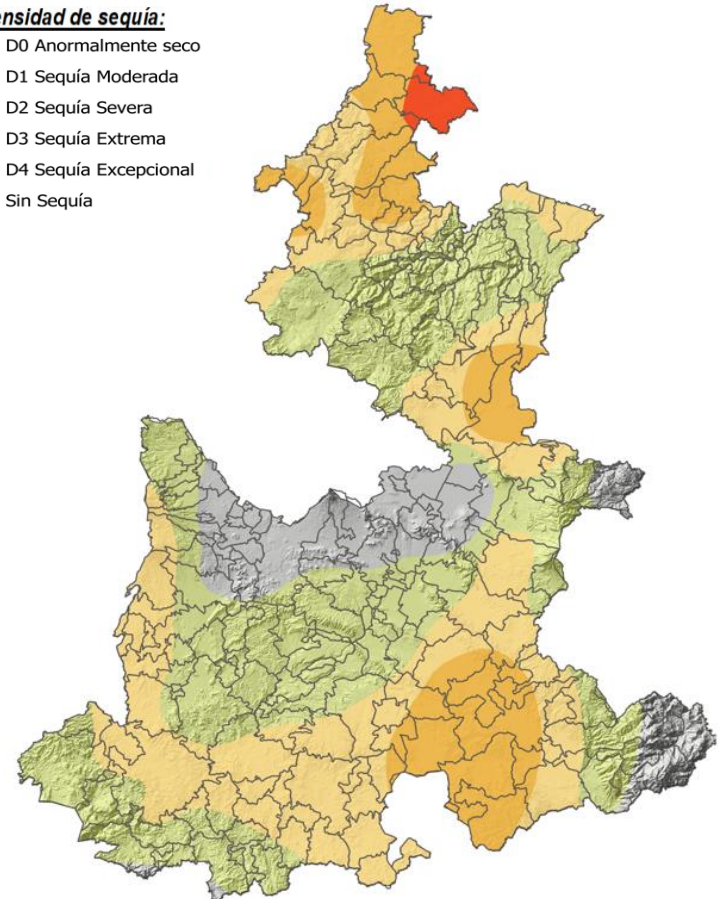 ensidad de sequía:
D0 Anormalmente seco
D1 Sequía Moderada
D2 Sequía Severa
D3 Sequía Extrema
D4 Sequía Excepcional
Sin Sequía